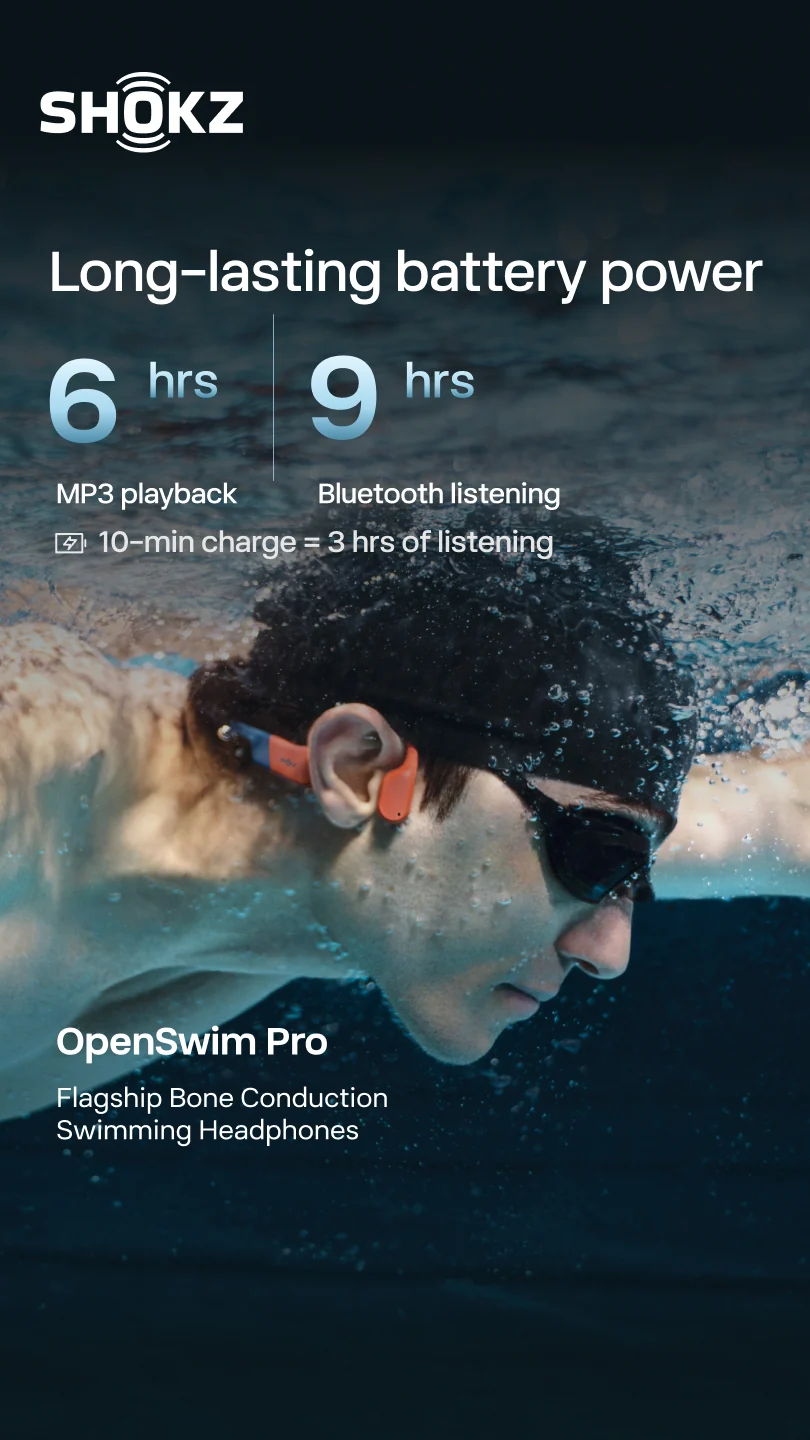 SHOKZ
Long-lasting battery power
6 hrs
9 hrs
MP3 playback
Bluetooth listening
10-min charge = 3 hrs of listening
OpenSwim Pro
Flagship Bone Conduction
Swimming Headphones